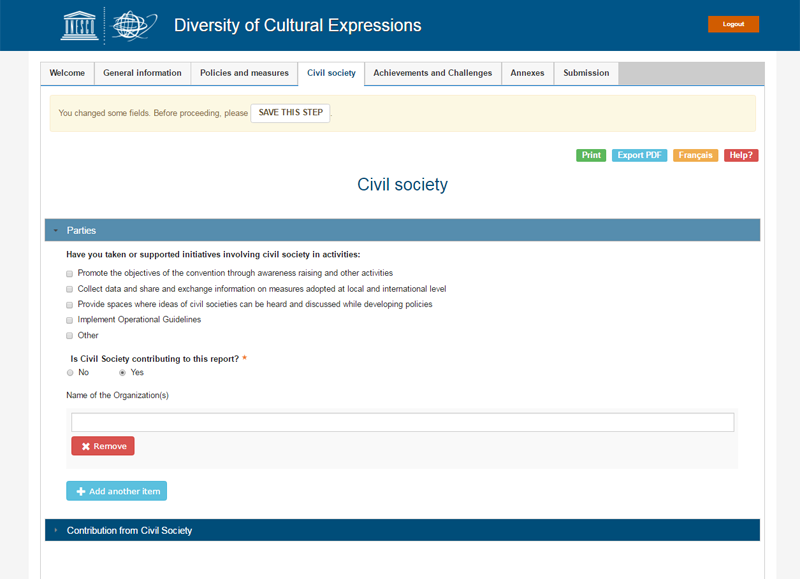 Diversity of Cultural Expressions
Logout
Welcome General information Policies and measures Civil society Achievements and Challenges Annexes Submission
You changed some fields. Before proceeding, please SAVE THIS STEP .
Print Export PDF Français Help?
Civil society
Parties
Have you taken or supported initiatives involving civil society in activities:
Promote the objectives of the convention through awareness raising and other activities
Collect data and share and exchange information on measures adopted at local and international level
Provide spaces where ideas of civil societies can be heard and discussed while developing policies
Implement Operational Guidelines
Other
Is Civil Society contributing to this report? *
No Yes
Name of the Organization(s)
Remove
Add another item
Contribution from Civil Society